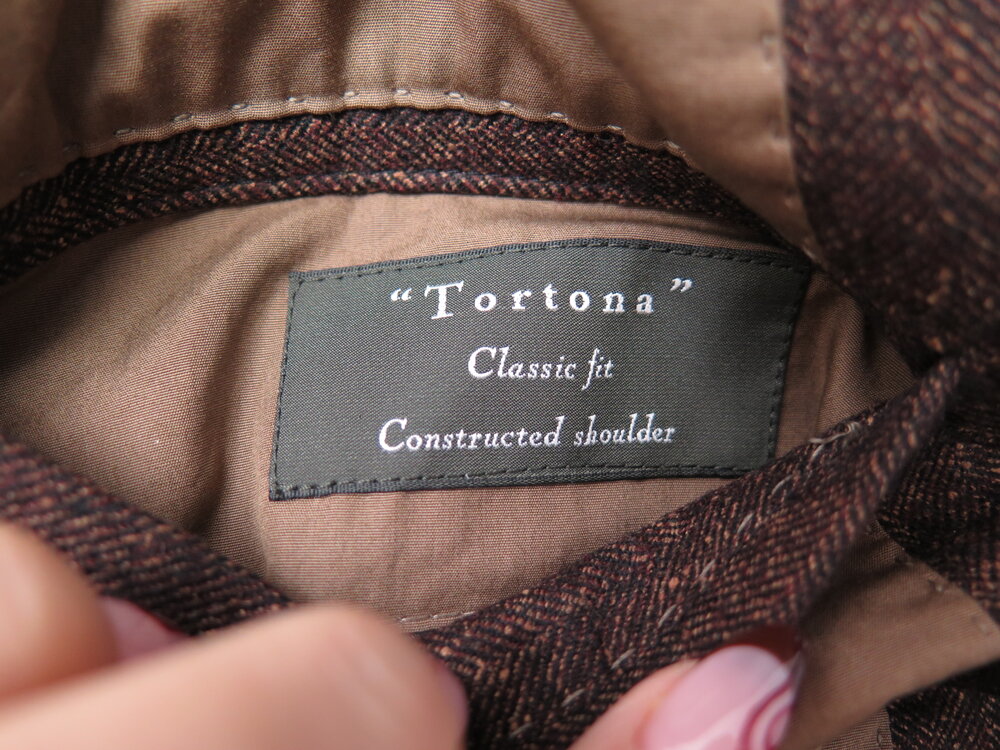 “Tortona”
Classic fit
Constructed shoulder